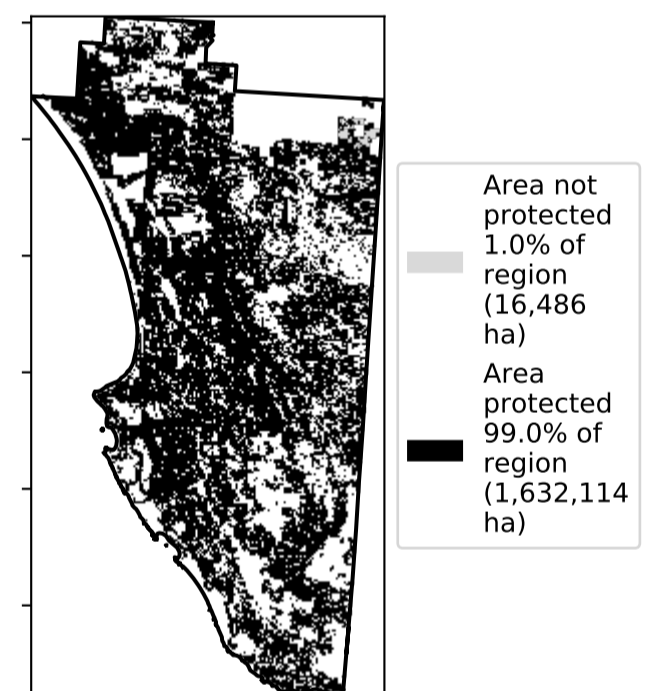 Area not
protected
1.0% of
region
(16,486
ha)
Area
protected
99.0% of
region
(1,632,114
ha)